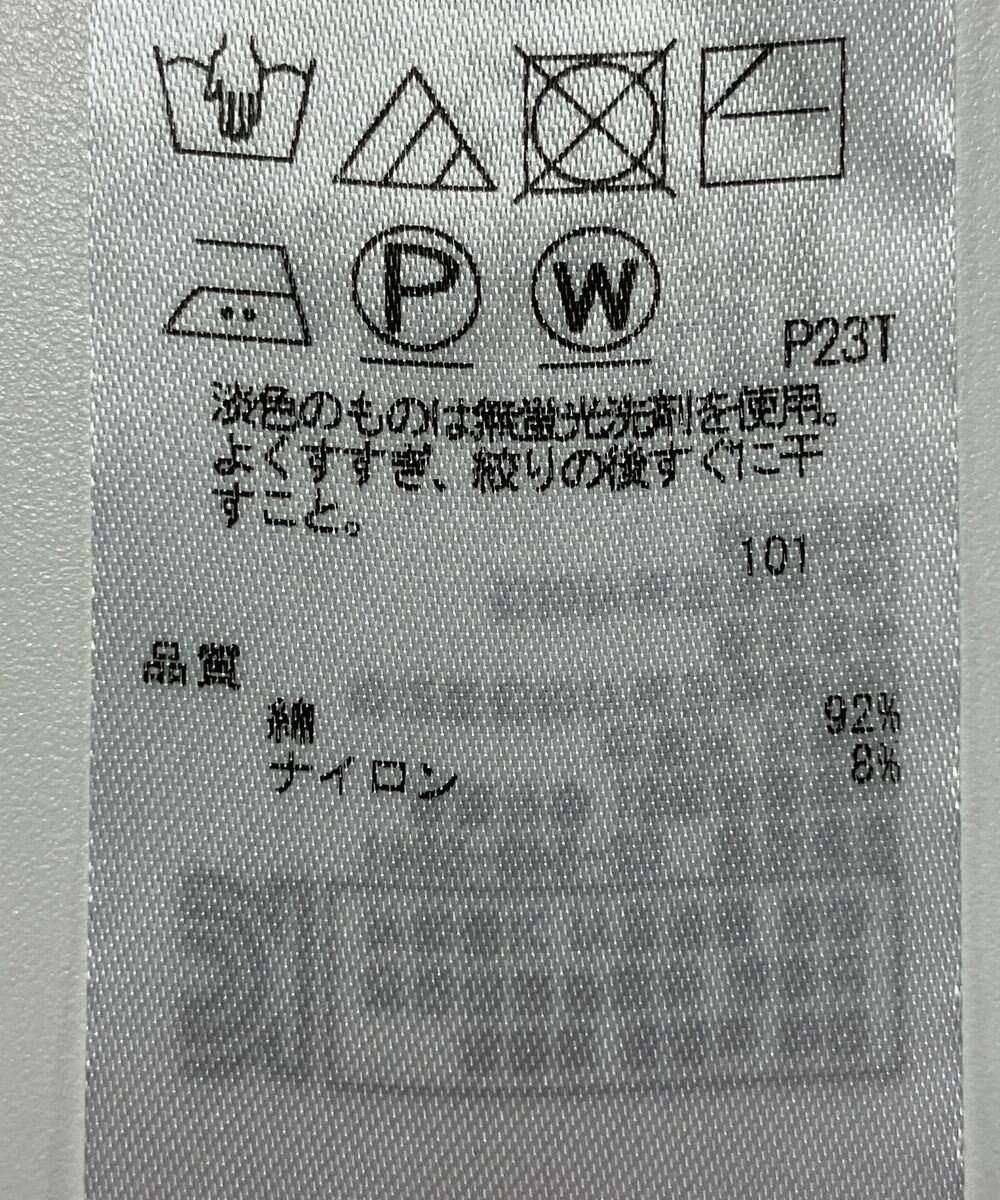 P W
P23T
淡色のものは無蛍光洗剤を使用。
よくすすぎ、絞りの後すぐに干
すこと。
101
品質
綿 92%
ナイロン 8%